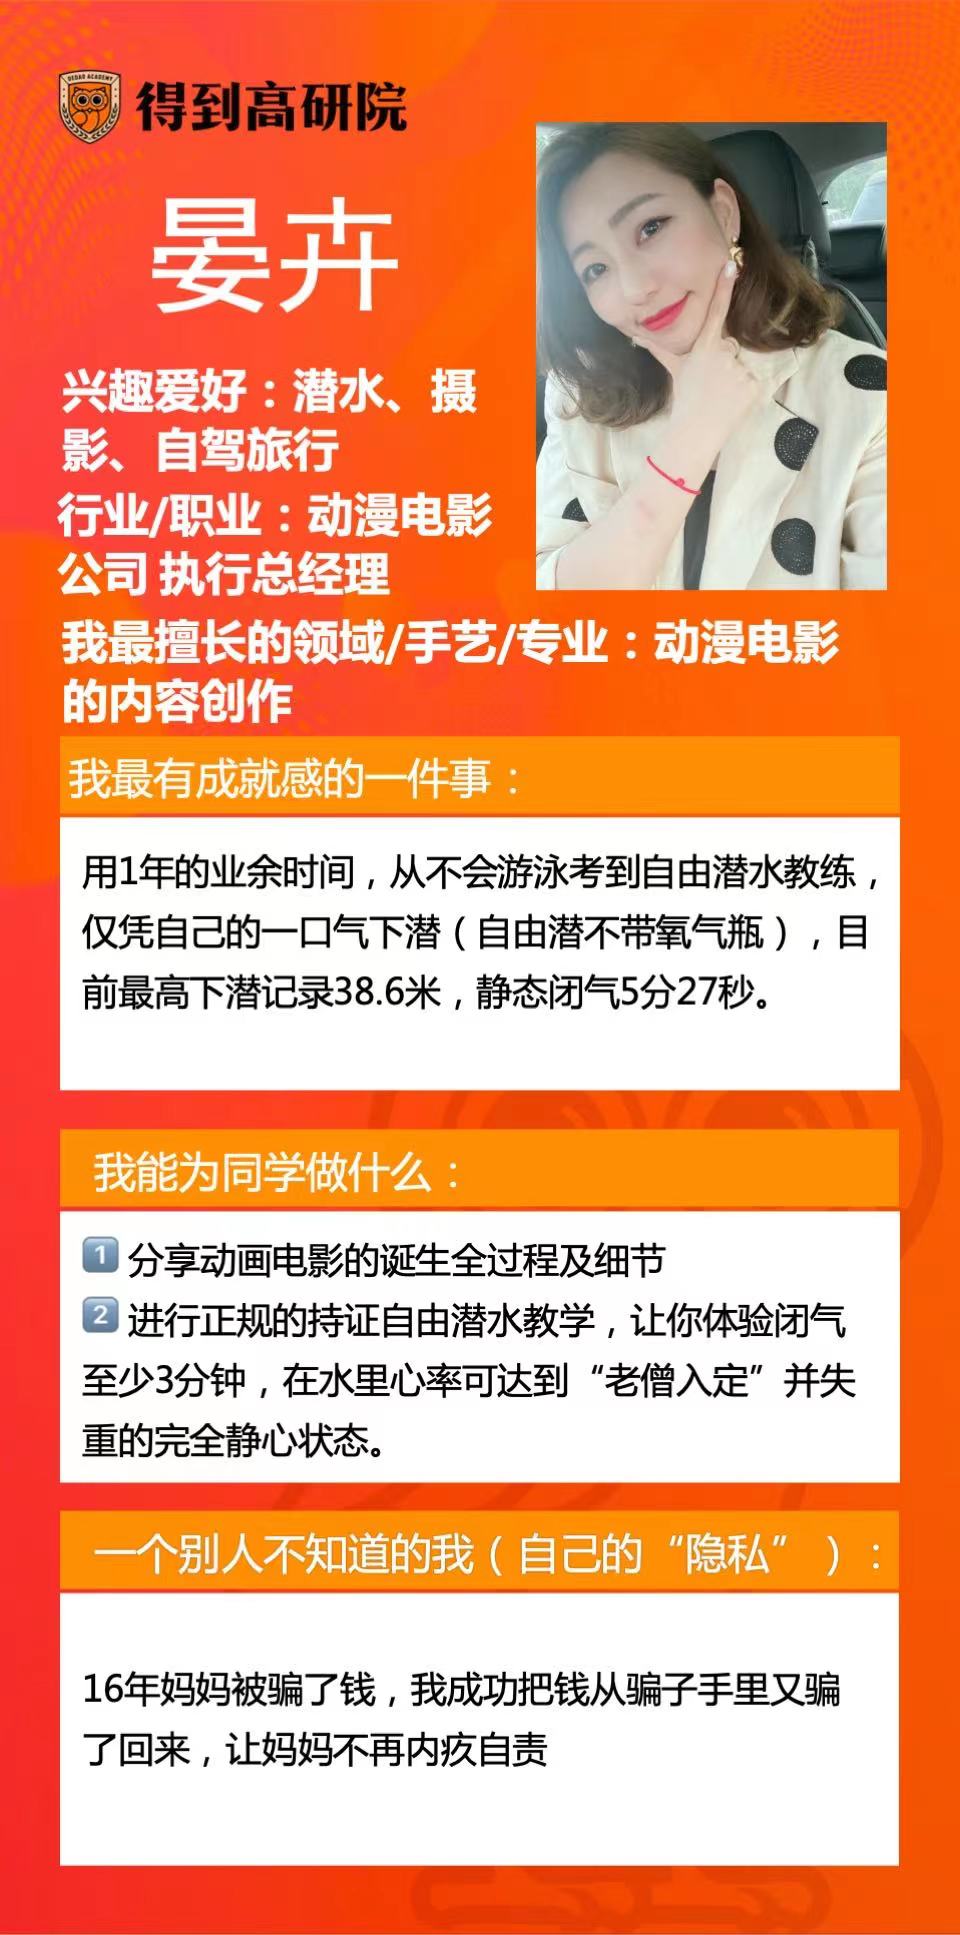 DEDAO ACADEMY
得到高研院
晏卉
兴趣爱好：潜水、摄
影、自驾旅行
行业/职业：动漫电影
公司 执行总经理
我最擅长的领域/手艺/专业：动漫电影
的内容创作
我最有成就感的一件事：
用1年的业余时间，从不会游泳考到自由潜水教练，
仅凭自己的一口气下潜（自由潜不带氧气瓶），目
前最高下潜记录38.6米，静态闭气5分27秒。
我能为同学做什么：
1 分享动画电影的诞生全过程及细节
2 进行正规的持证自由潜水教学，让你体验闭气
至少3分钟，在水里心率可达到“老僧入定”并失
重的完全静心状态。
一个别人不知道的我（自己的“隐私”）：
16年妈妈被骗了钱，我成功把钱从骗子手里又骗
了回来，让妈妈不再内疚自责